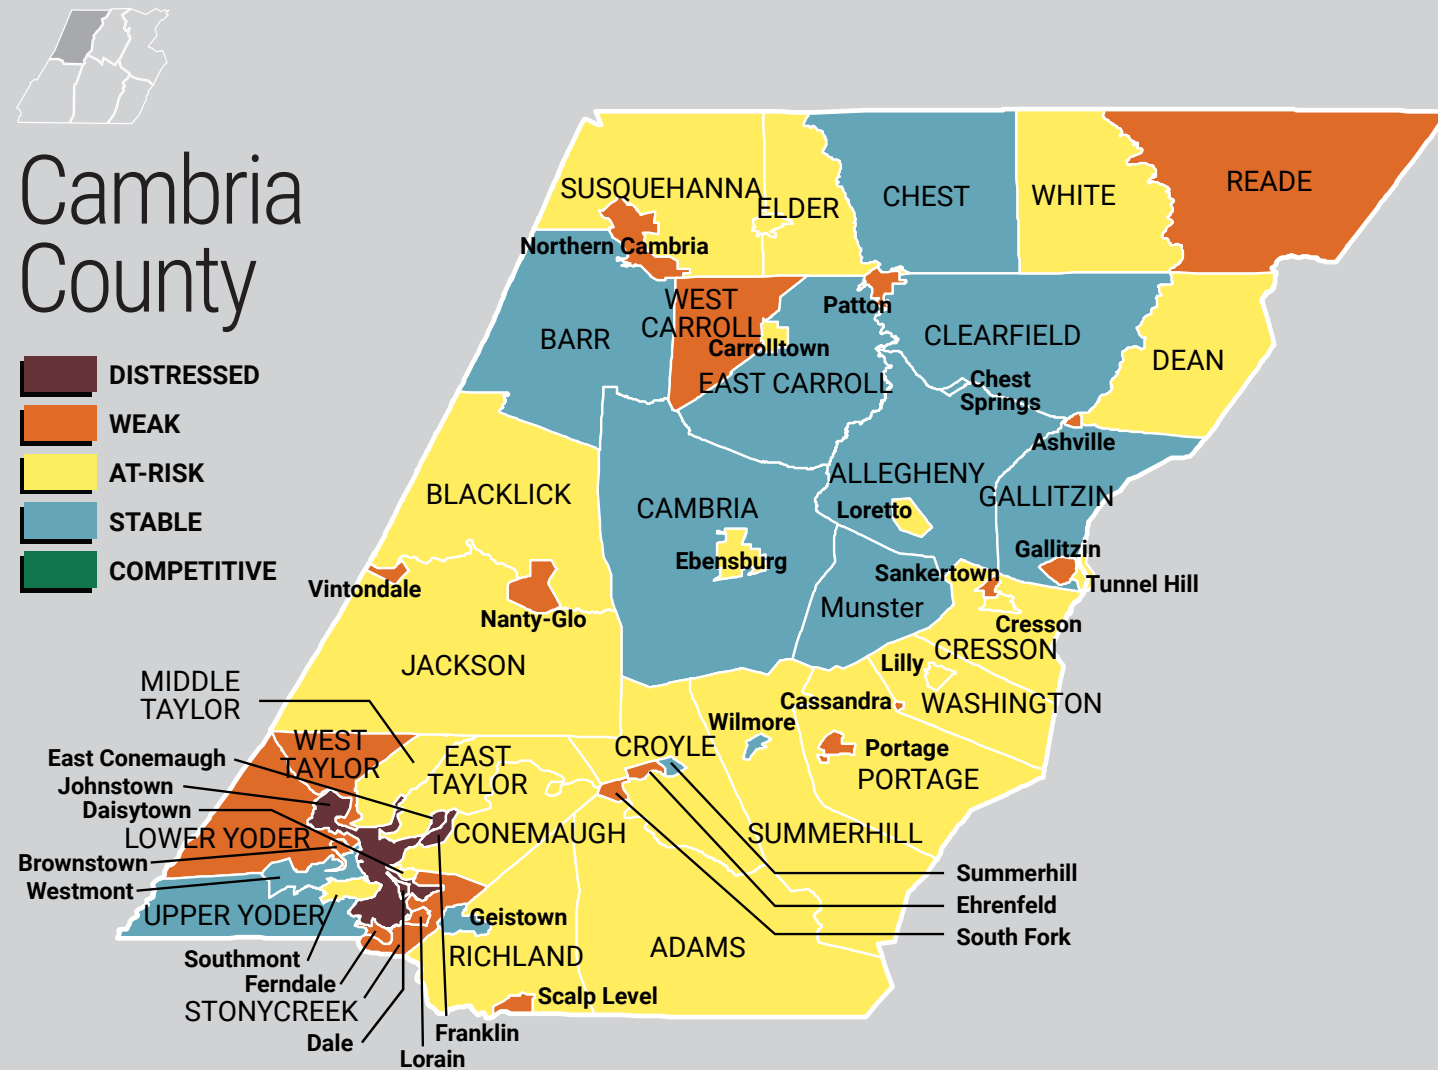 Cambria
County
DISTRESSED
WEAK
AT-RISK
STABLE
COMPETITIVE
SUSQUEHANNA
ELDER
CHEST
WHITE
READE
Northern Cambria
WEST
CARROLL
Patton
BARR
Carrolltown
CLEARFIELD
DEAN
EAST CARROLL
Chest
Springs
Ashville
BLACKLICK
CAMBRIA
ALLEGHENY
GALLITZIN
Loretto
Ebensburg
Gallitzin
Sankertown
Tunnel Hill
Vintondale
Nanty-Glo
Munster
Cresson
CRESSON
JACKSON
Lilly
MIDDLE
TAYLOR
Cassandra
WASHINGTON
Wilmore
WEST
TAYLOR
EAST
TAYLOR
CROYLE
Portage
PORTAGE
East Conemaugh
Johnstown
Daisytown
LOWER YODER
CONEMAUGH
SUMMERHILL
Brownstown
Westmont
Summerhill
Ehrenfeld
South Fork
UPPER YODER
Geistown
RICHLAND
ADAMS
Southmont
Ferndale
STONYCREEK
Scalp Level
Dale
Franklin
Lorain